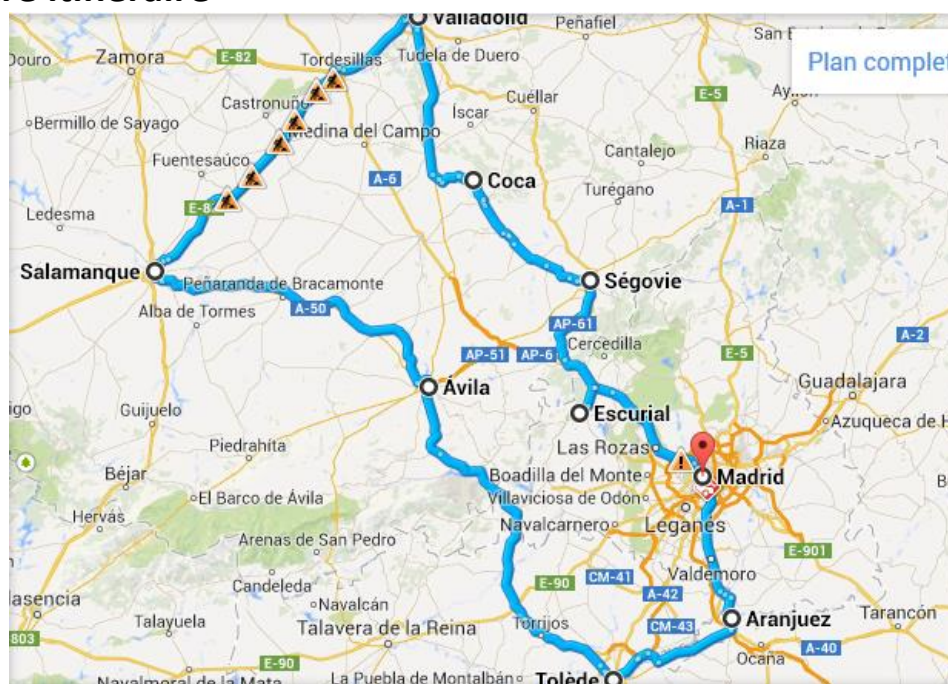 Valladolid
Peñafiel
Zamora
E-82
Tordesillas
Tudela de Duero
Plan complet
Castronuño
Cuéllar
E-5
Íscar
Bermillo de Sayago
Medina del Campo
Cantalejo
Riaza
Fuentesaúco
A-6
Coca
Turégano
A-1
Ledesma
Salamanque
Peñaranda de Bracamonte
Ségovie
A-50
Alba de Tormes
AP-61
Cercedilla
A-2
AP-51
AP-6
E-5
Ávila
Guadalajara
Guijuelo
Escurial
Azuqueca de H
Piedrahíta
Las Rozas
Béjar
Boadilla del Monte
Madrid
El Barco de Ávila
Villaviciosa de Odón
Hervás
Navalcarnero
Leganés
Arenas de San Pedro
E-901
Candeleda
E-90
CM-41
Valdemoro
A-42
Navalcán
Talayuela
Torrijos
Aranjuez
Tarancón
Talavera de la Reina
CM-43
A-40
803
E-90
Ocaña
Navalmoral de la Mata
La Puebla de Montalbán
Tolède